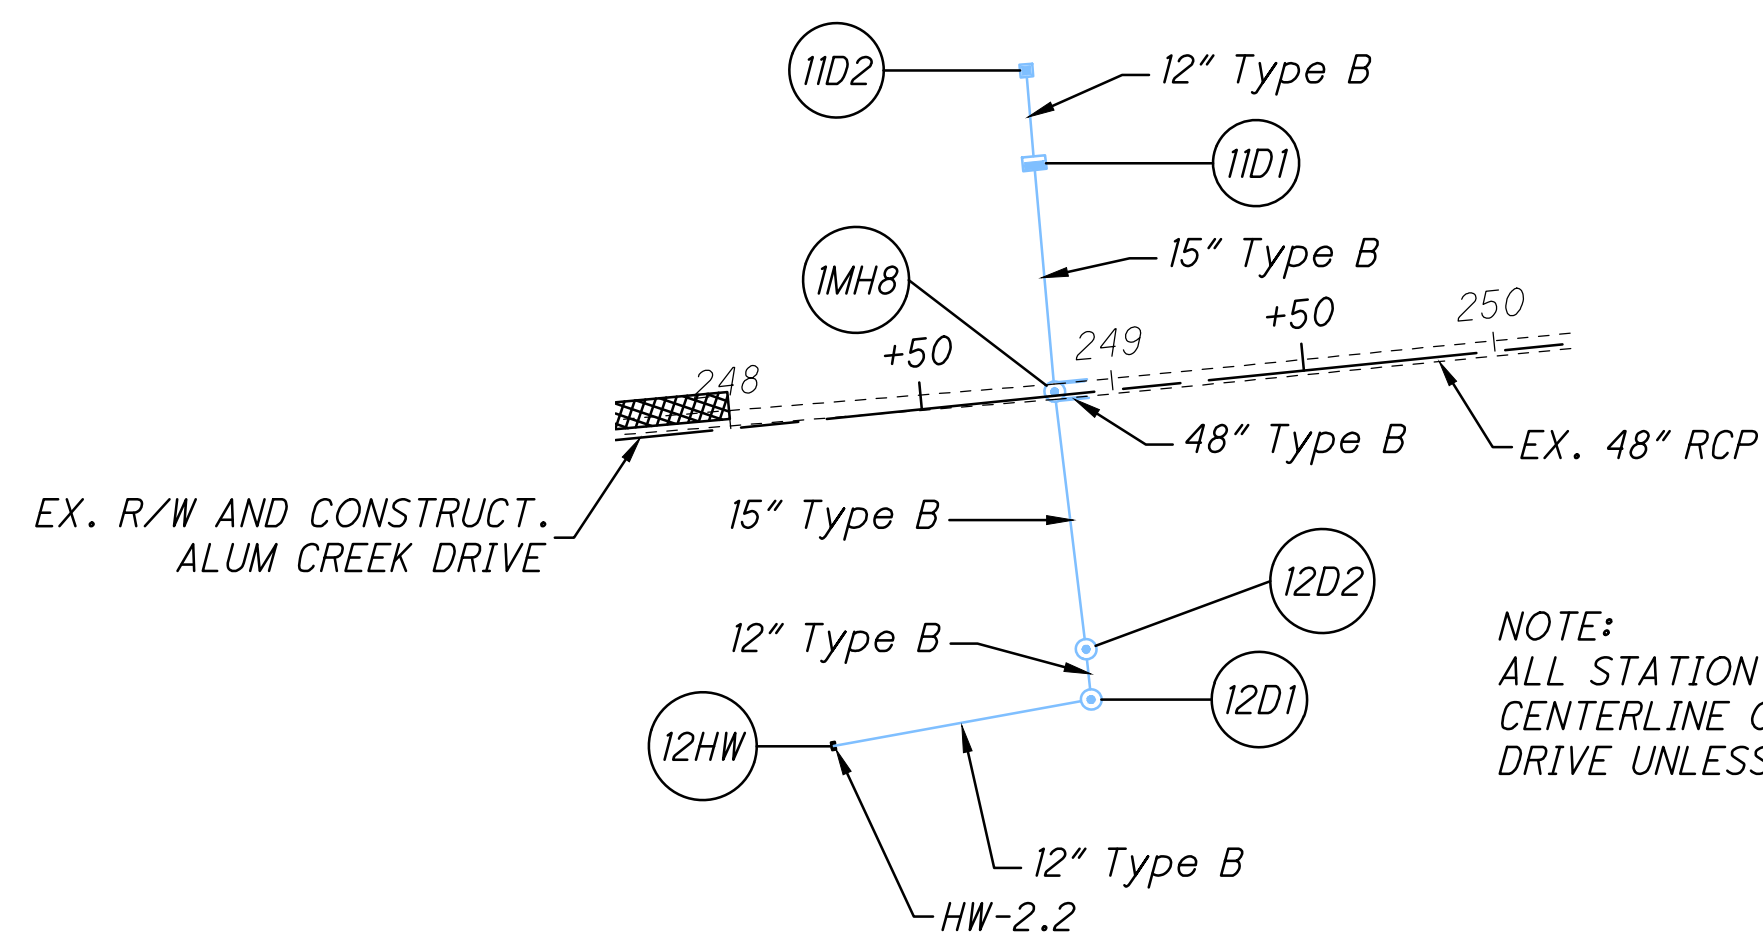 11D2
12" Type B
11D1
15" Type B
1MH8
+50
250
249
+50
248
48" Type B
EX. 48" RCP
EX. R/W AND CONSTRUCT.
ALUM CREEK DRIVE
15" Type B
12D2
12" Type B
12D1
12HW
NOTE:
ALL STATION
CENTERLINE
DRIVE UNLESS
12" Type B
HW-2.2